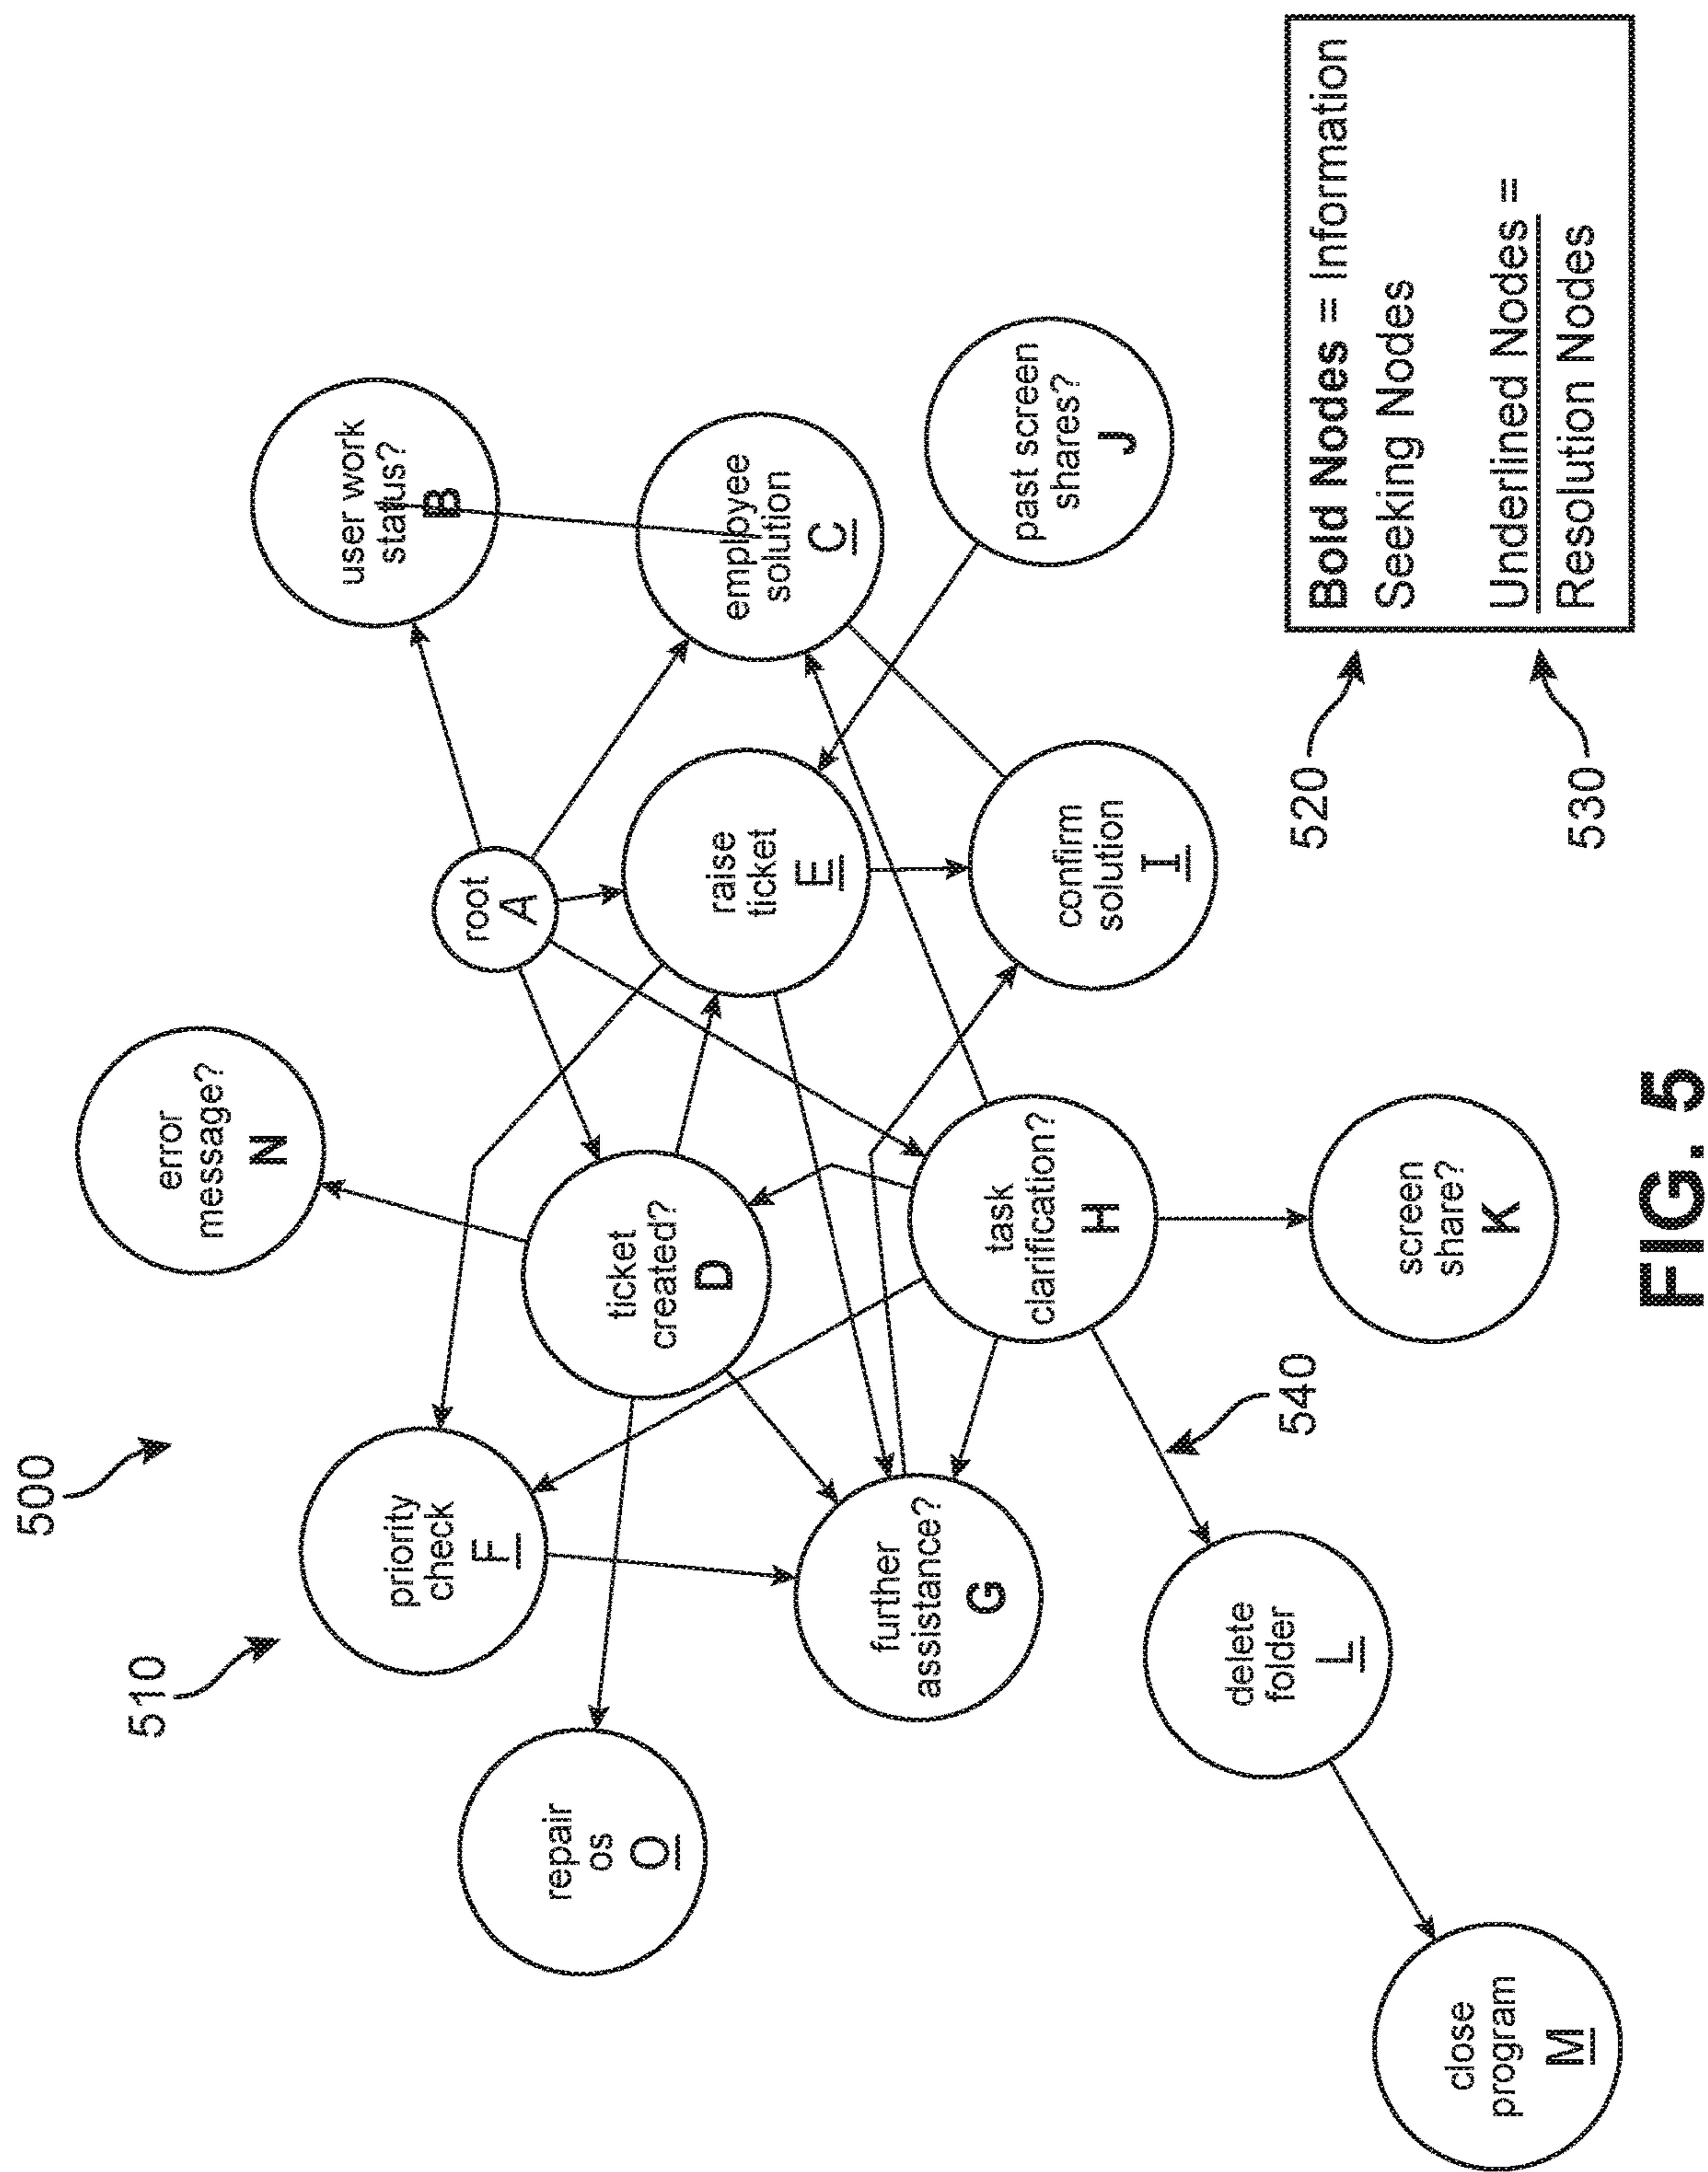 500
510
error
message?
N
user work
status?
B
root
A
priority
check
F
repair
os
O
ticket
created?
D
raise
ticket
E
employee
solution
C
further
assistance?
G
task
clarification?
H
confirm
solution
I
past screen
shares?
J
delete
folder
L
540
screen
share?
K
close
program
M
520
530
Bold Nodes = Information
Seeking Nodes
Underlined Nodes =
Resolution Nodes
FIG. 5